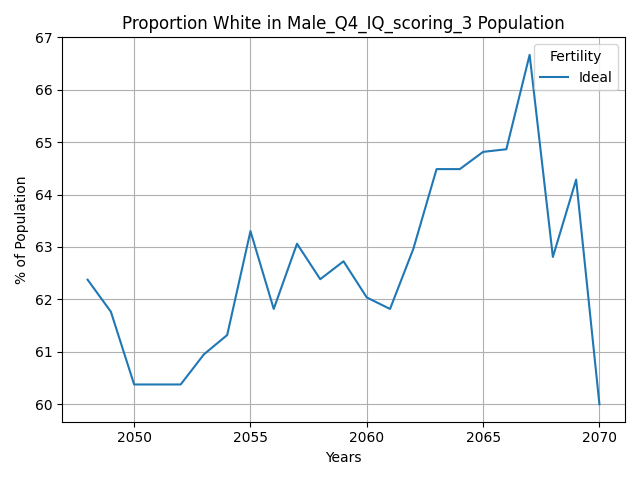 Proportion White in Male_Q4_IQ_scoring_3 Population
67
66
65
64
63
62
61
60
% of Population
Fertility
Ideal
2050
2055
2060
2065
2070
Years